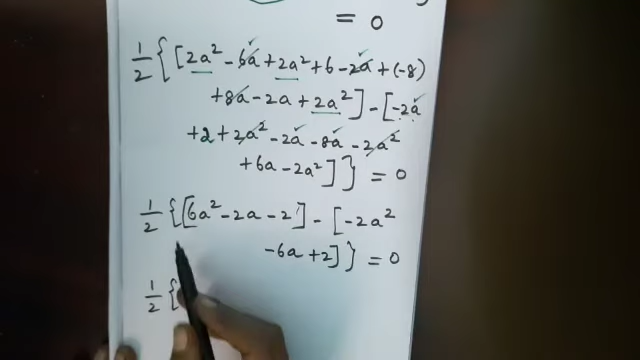 = 0
1/2 {[2a² - 6a + 2a² + 6 - 2a + (-8)
+ 8a - 2a + 2a²] - [-2a
+ 2 + 2a² - 2a - 8a - 2a²
+ 6a - 2a²]} = 0
1/2 {[6a² - 2a - 2] - [-2a²
- 6a + 2]} = 0
1/2 {